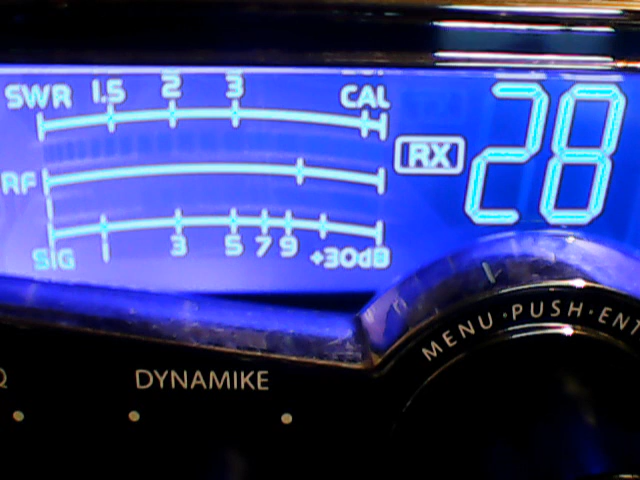 SWR 1.5 2 3 CAL
RX 28
RF
SIG 1 3 5 7 9 +30dB
MENU·PUSH·ENT
DYNAMIKE